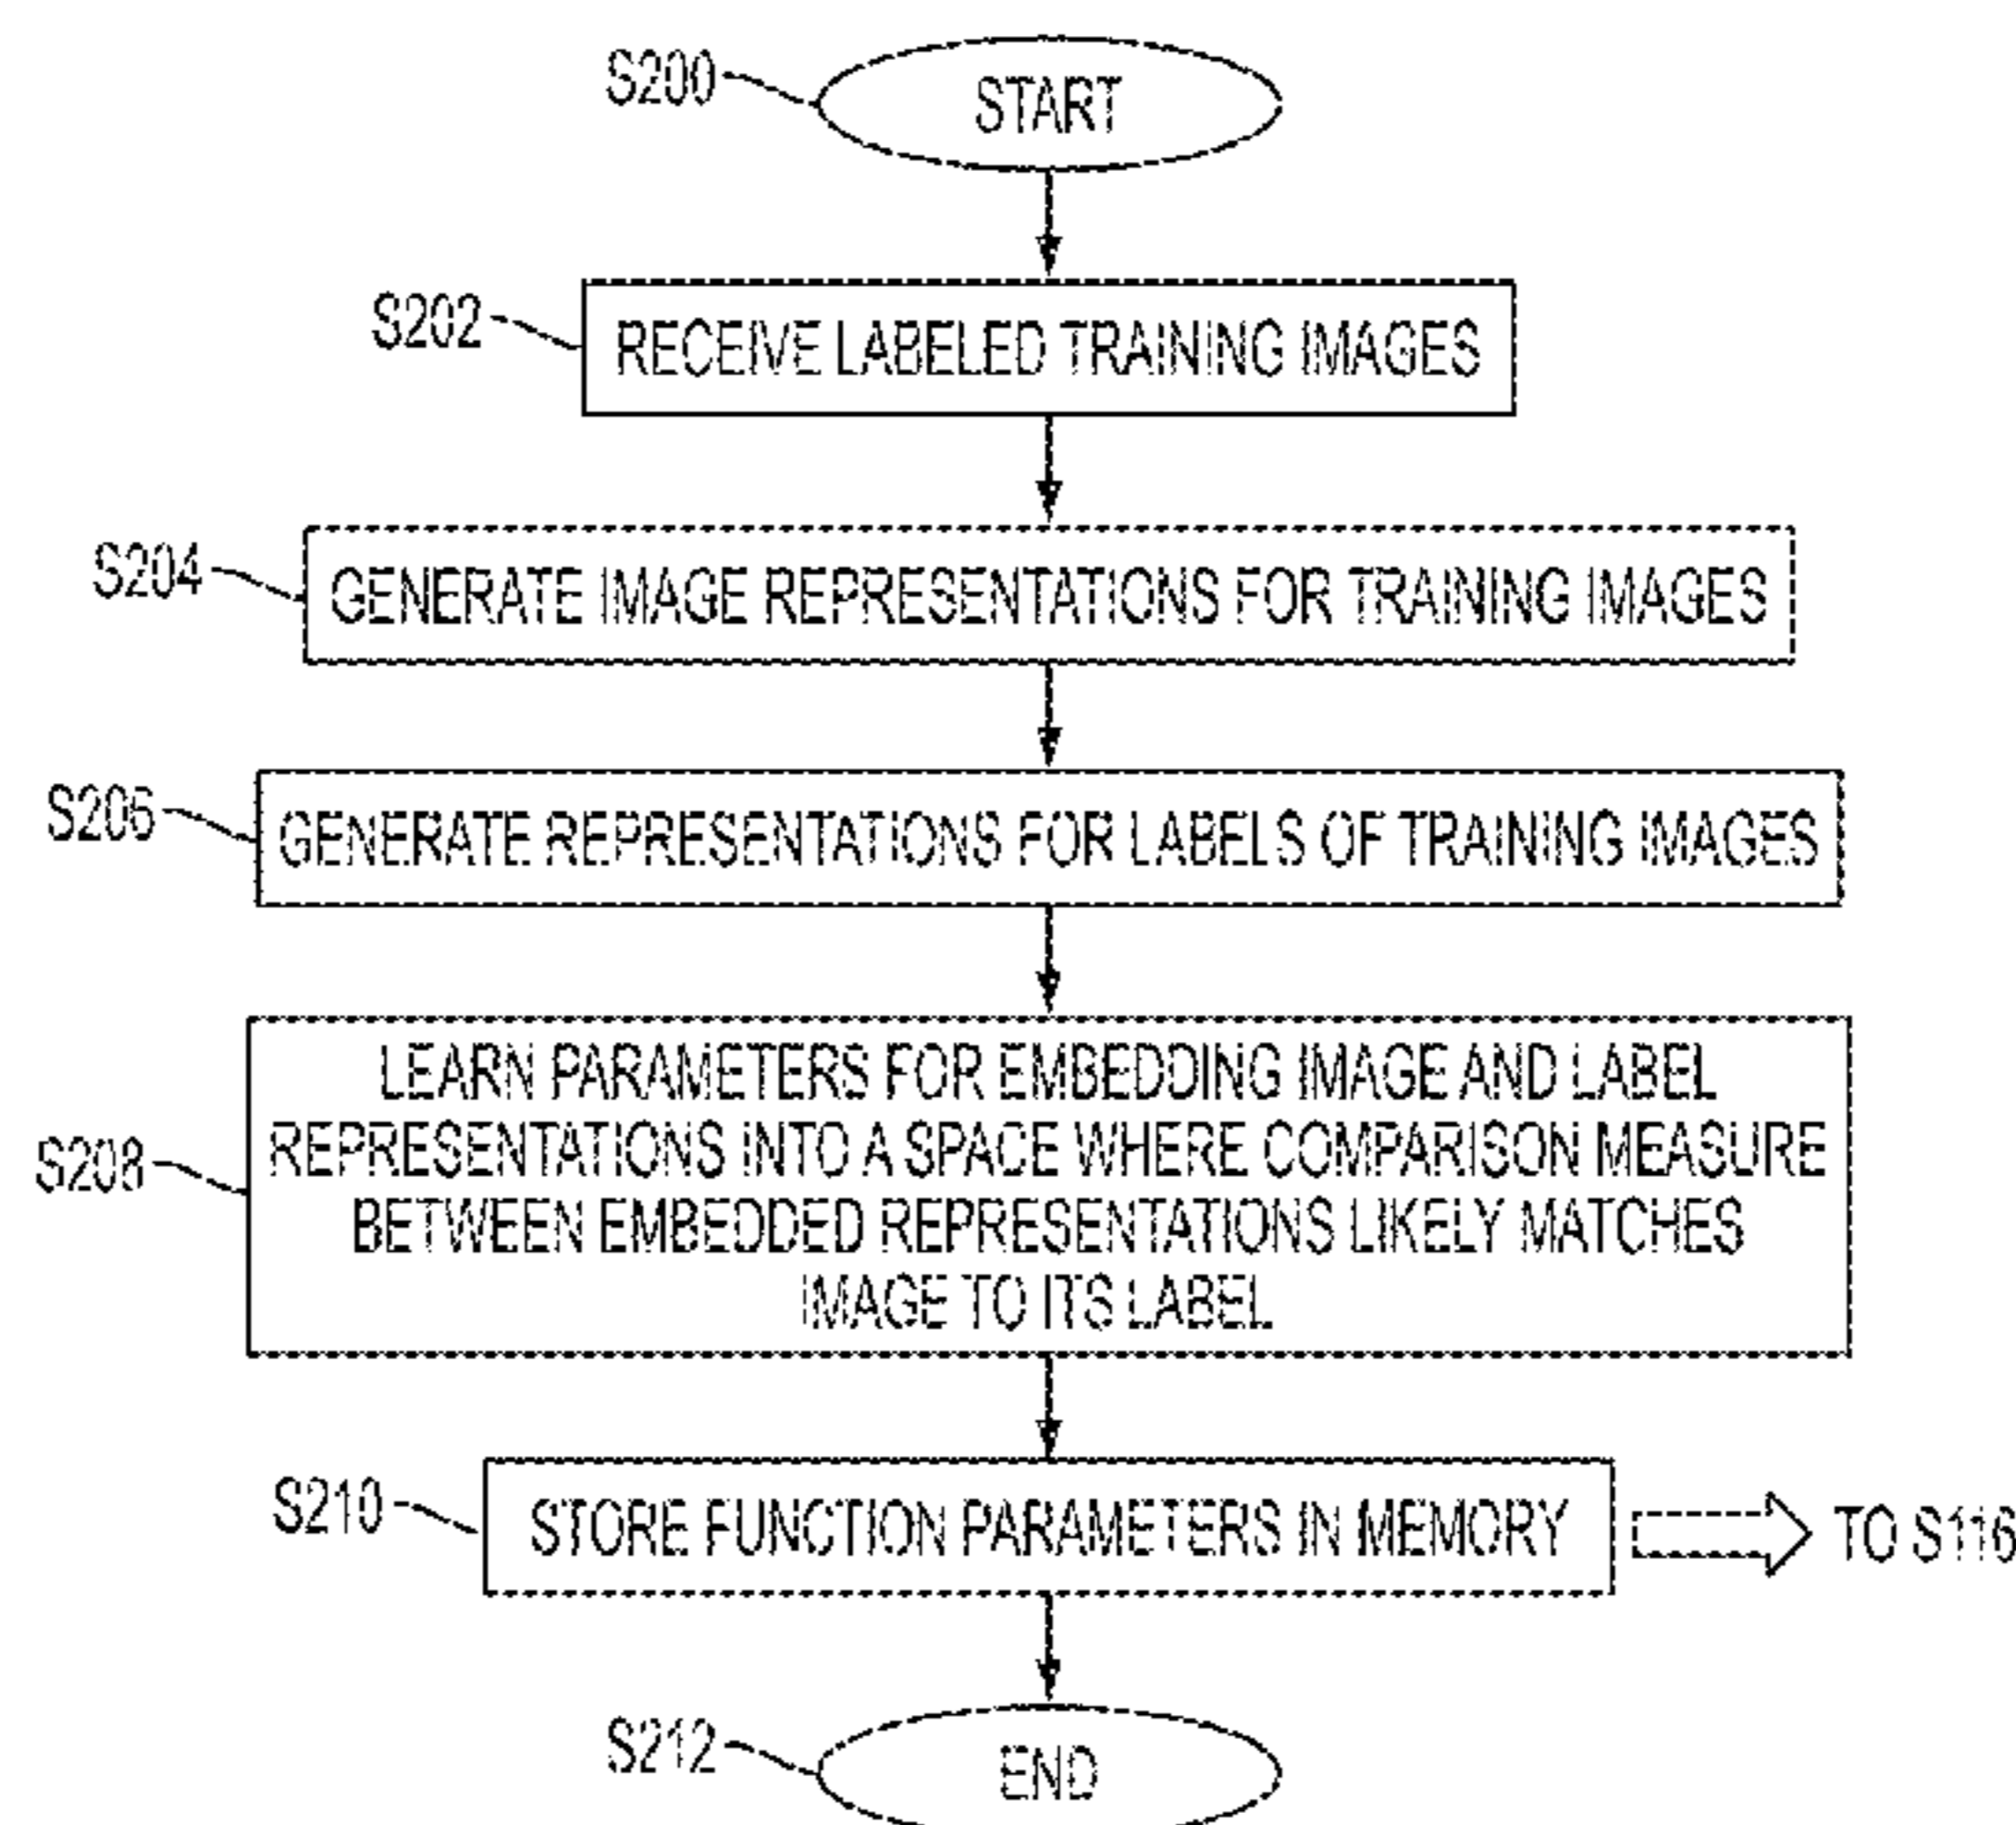 S200
START
S202
RECEIVE LABELED TRAINING IMAGES
S204
GENERATE IMAGE REPRESENTATIONS FOR TRAINING IMAGES
S206
GENERATE REPRESENTATIONS FOR LABELS OF TRAINING IMAGES
S208
LEARN PARAMETERS FOR EMBEDDING IMAGE AND LABEL
REPRESENTATIONS INTO A SPACE WHERE COMPARISON MEASURE
BETWEEN EMBEDDED REPRESENTATIONS LIKELY MATCHES
IMAGE TO ITS LABEL
S210
STORE FUNCTION PARAMETERS IN MEMORY
TO S116
S212
END